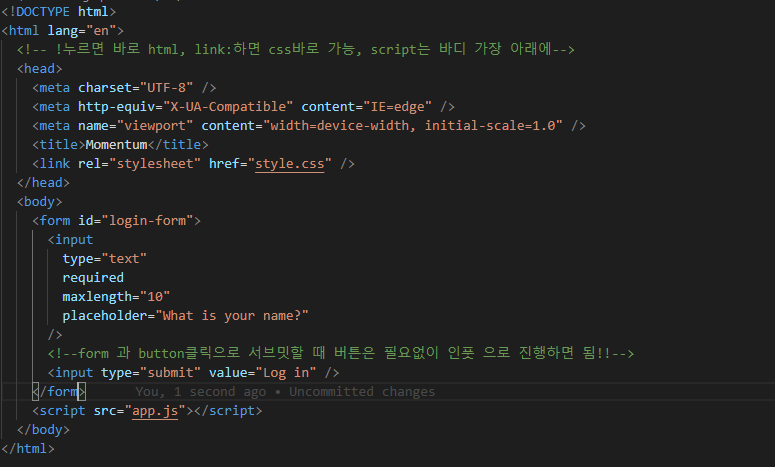 <!DOCTYPE html>
<html lang="en">
<!-- !누르면 바로 html, link:하면 css바로 가능, script는 바디 가장 아래에-->
<head>
<meta charset="UTF-8" />
<meta http-equiv="X-UA-Compatible" content="IE=edge" />
<meta name="viewport" content="width=device-width, initial-scale=1.0" />
<title>Momentum</title>
<link rel="stylesheet" href="style.css" />
</head>
<body>
<form id="login-form">
<input
type="text"
required
maxlength="10"
placeholder="What is your name?"
/>
<!--form 과 button클릭으로 서브밋할 때 버튼은 필요없이 인풋 으로 진행하면 됨!!-->
<input type="submit" value="Log in" />
</form> You, 1 second ago • Uncommitted changes
<script src="app.js"></script>
</body>
</html>